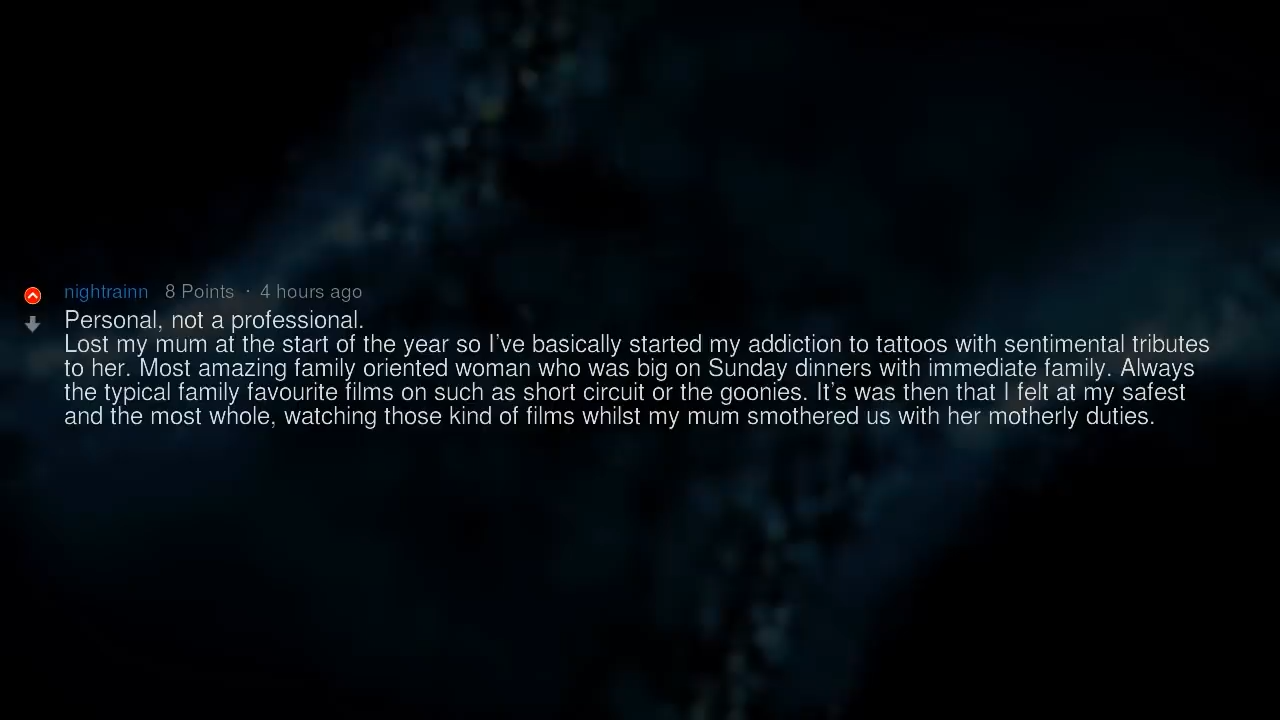 nightrainn 8 Points · 4 hours ago
Personal, not a professional.
Lost my mum at the start of the year so I've basically started my addiction to tattoos with sentimental tributes
to her. Most amazing family oriented woman who was big on Sunday dinners with immediate family. Always
the typical family favourite films on such as short circuit or the goonies. It's was then that I felt at my safest
and the most whole, watching those kind of films whilst my mum smothered us with her motherly duties.